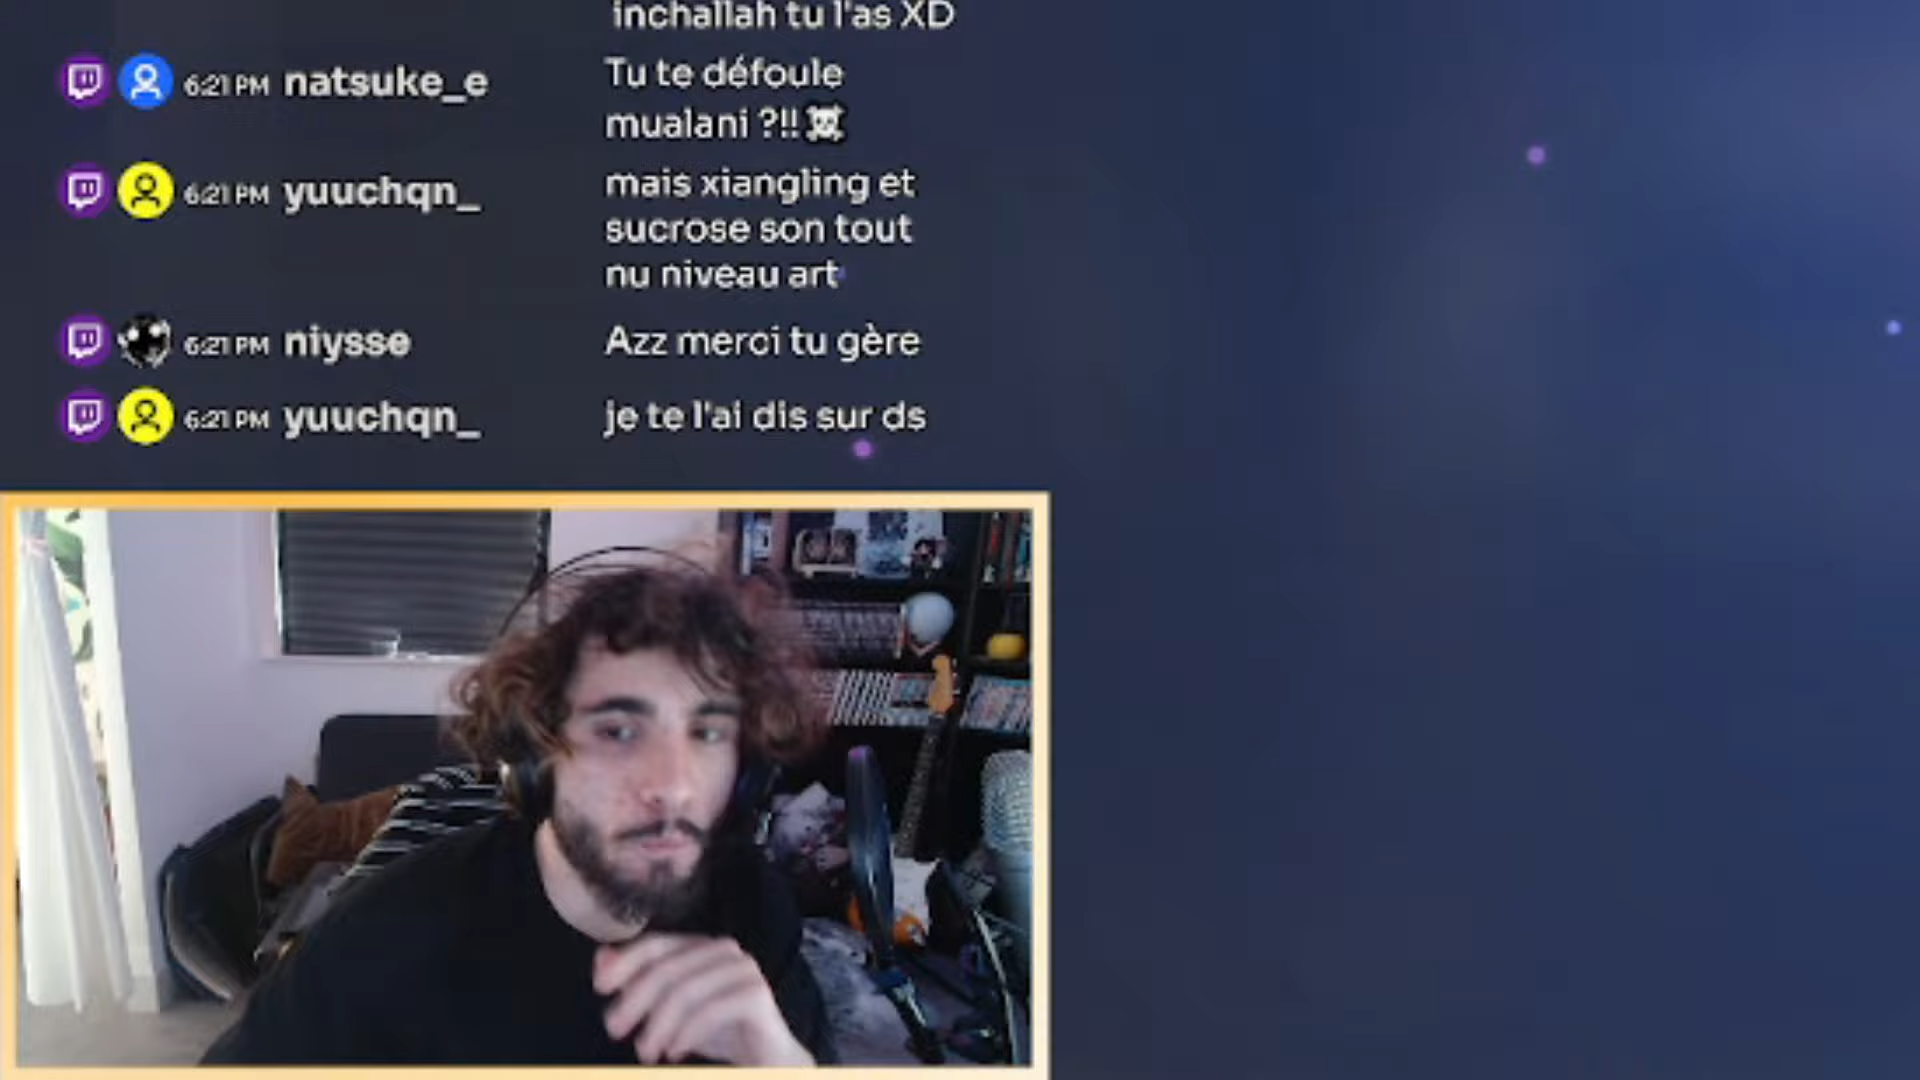 inchallah tu l'as XD
6:21 PM natsuke_e Tu te défoule
mualani ?!!☠️
6:21 PM yuuchqn_ mais xiangling et
sucrose son tout
nu niveau art
6:21 PM niysse Azz merci tu gère
6:21 PM yuuchqn_ je te l'ai dis sur ds